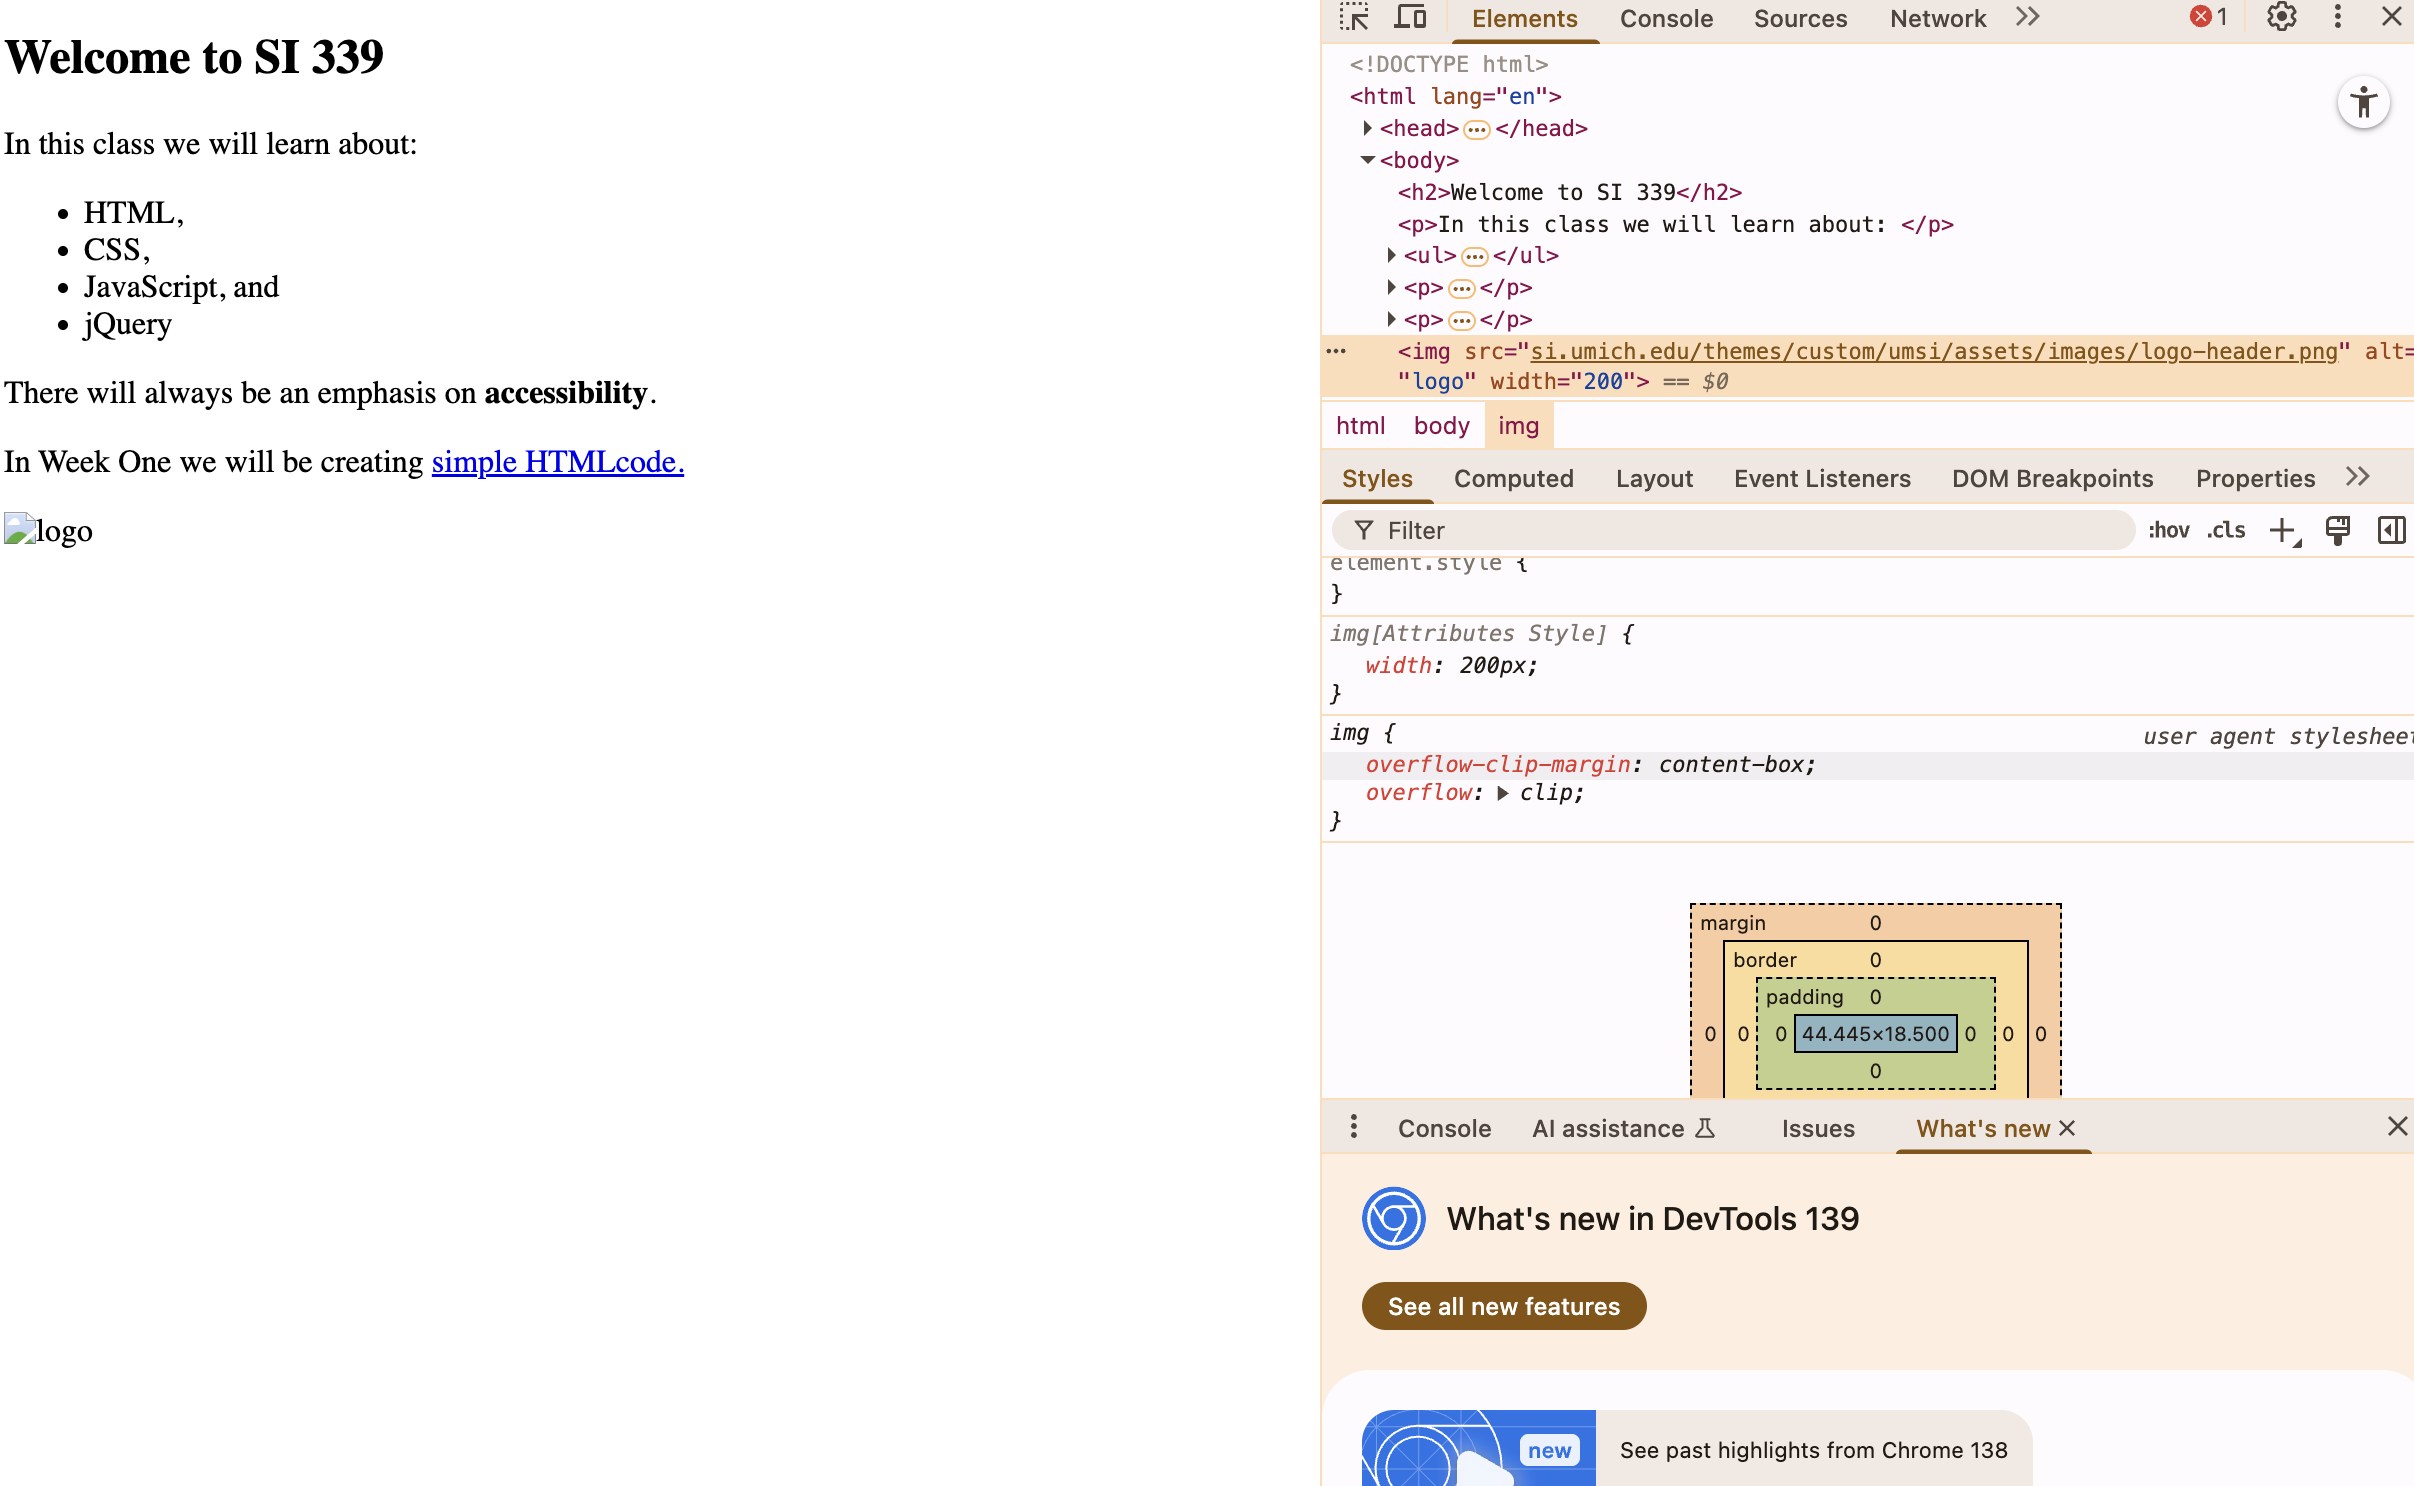 Welcome to SI 339
In this class we will learn about:
HTML,
CSS,
JavaScript, and
jQuery
There will always be an emphasis on accessibility.
In Week One we will be creating simple HTMLcode.
logo
Elements Console Sources Network 1
<!DOCTYPE html>
<html lang="en">
<head>…</head>
<body>
<h2>Welcome to SI 339</h2>
<p>In this class we will learn about: </p>
<ul>…</ul>
<p>…</p>
<p>…</p>
<img src="si.umich.edu/themes/custom/umsi/assets/images/logo-header.png" alt=
"logo" width="200"> == $0
html body img
Styles Computed Layout Event Listeners DOM Breakpoints Properties
Filter :hov .cls
element.style {
}
img[Attributes Style] {
width: 200px;
}
img { user agent stylesheet
overflow-clip-margin: content-box;
overflow: clip;
}
margin 0
border 0
padding 0
0 0 0 44.445×18.500 0 0 0
0
Console AI assistance Issues What's new
What's new in DevTools 139
See all new features
new
See past highlights from Chrome 138